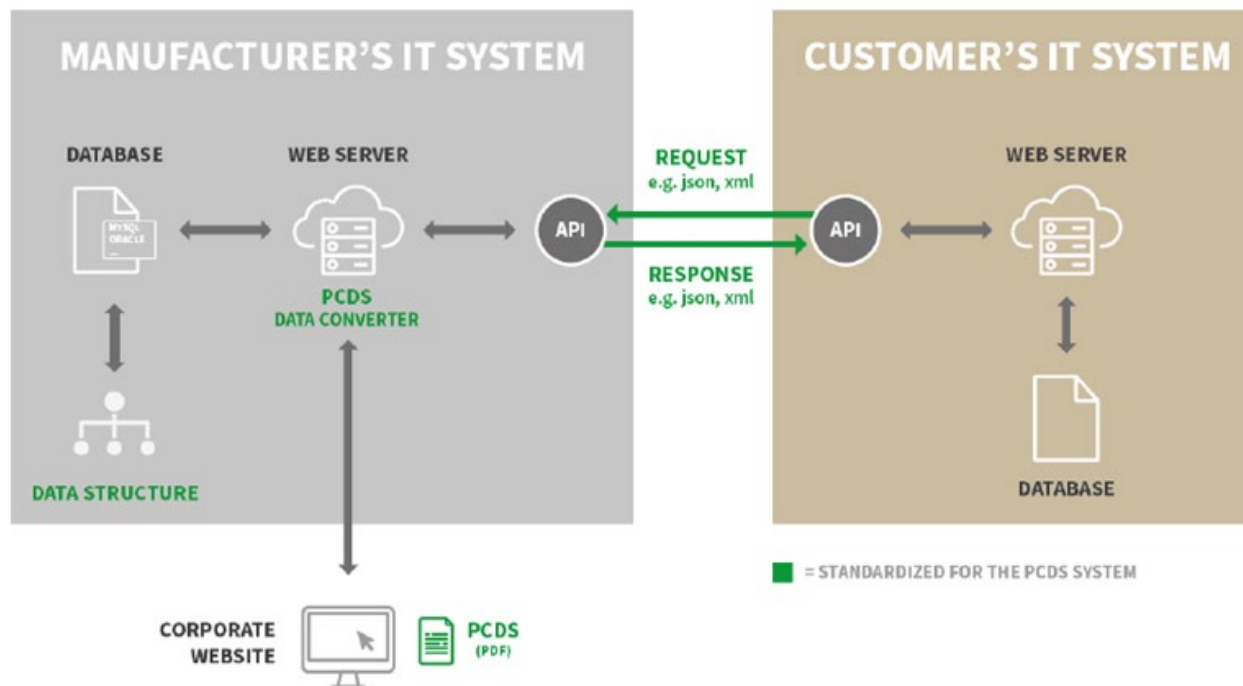 MANUFACTURER'S IT SYSTEM
CUSTOMER'S IT SYSTEM
DATABASE
WEB SERVER
MYSQL
ORACLE
...
API
PCDS
DATA CONVERTER
DATA STRUCTURE
REQUEST
e.g. json, xml
RESPONSE
e.g. json, xml
API
WEB SERVER
DATABASE
= STANDARDIZED FOR THE PCDS SYSTEM
CORPORATE
WEBSITE
PCDS
(PDF)